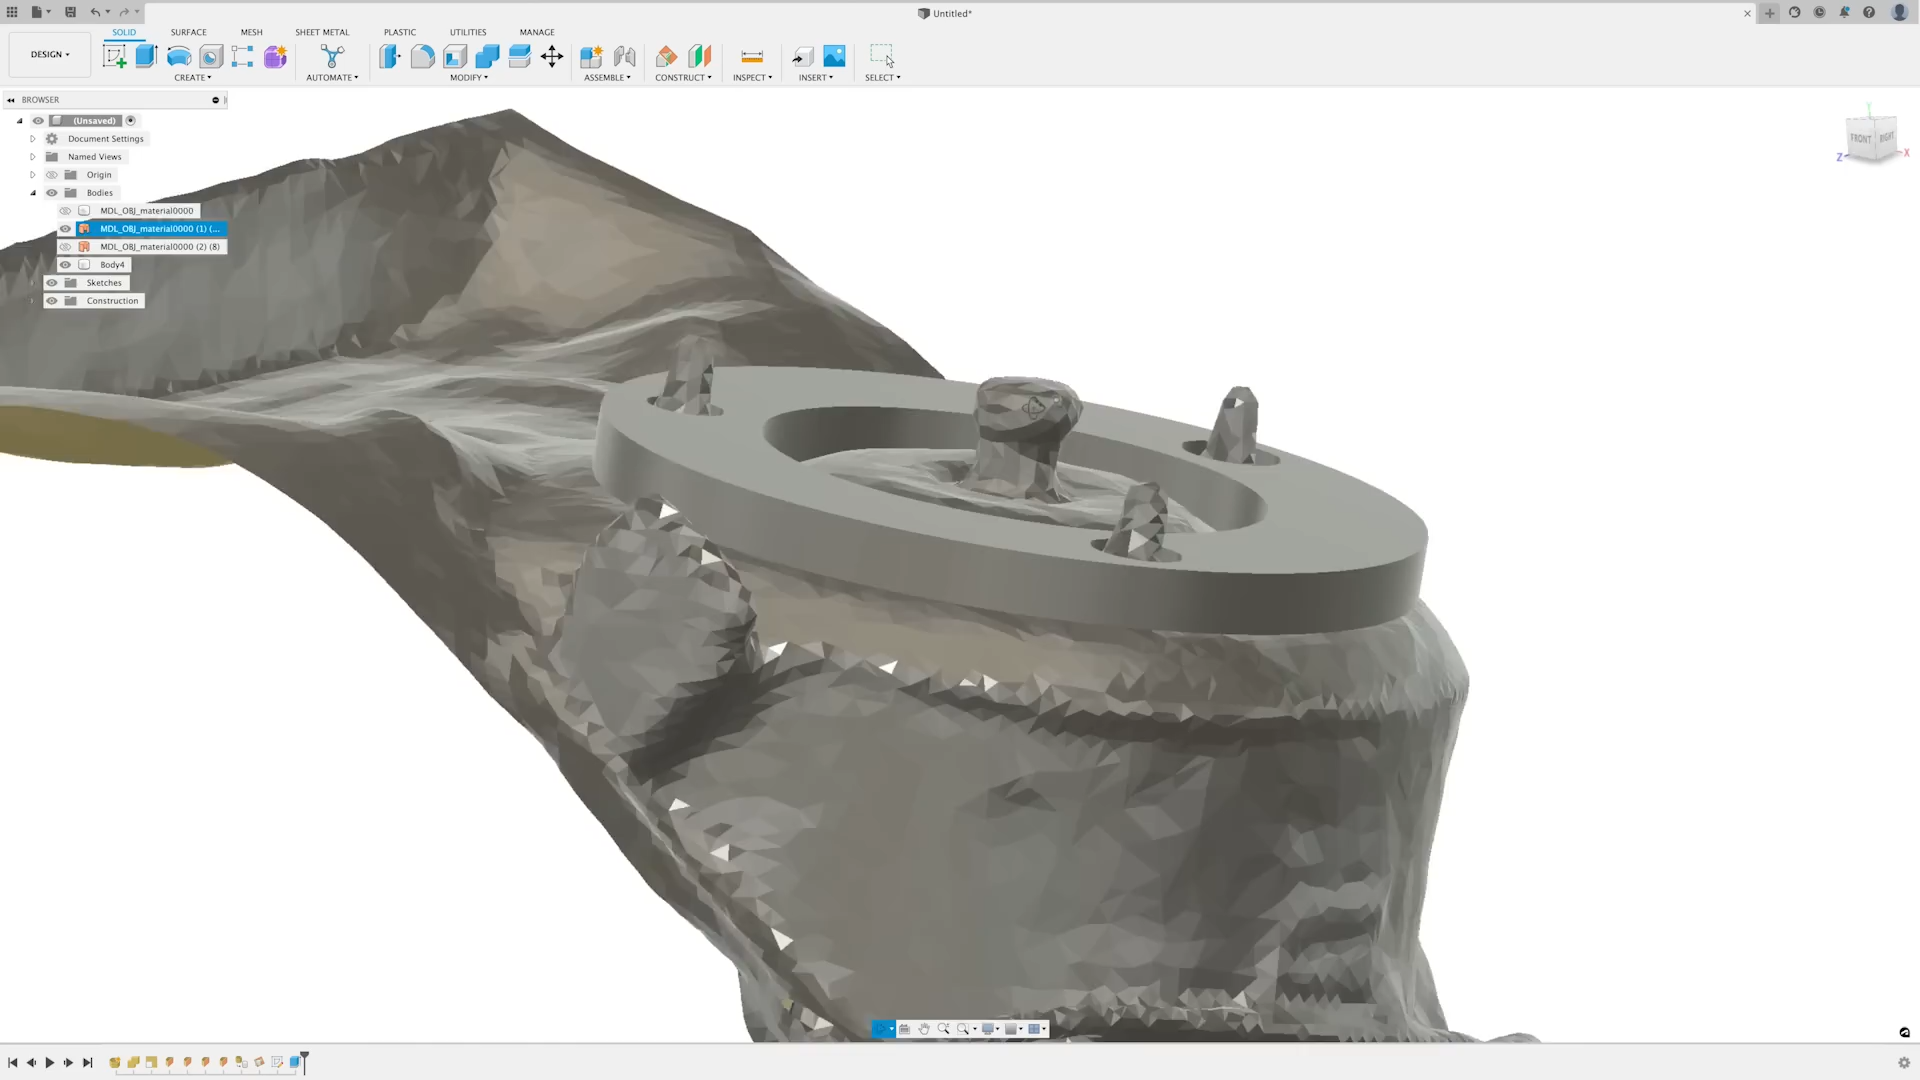 Untitled*
SOLID SURFACE MESH SHEET METAL PLASTIC UTILITIES MANAGE
DESIGN
CREATE AUTOMATE MODIFY ASSEMBLE CONSTRUCT INSPECT INSERT SELECT
BROWSER
(Unsaved)
Document Settings
Named Views
Origin
Bodies
MDL_OBJ_material0000
MDL_OBJ_material0000 (1) (...
MDL_OBJ_material0000 (2) (8)
Body4
Sketches
Construction
Y
FRONT RIGHT
Z X